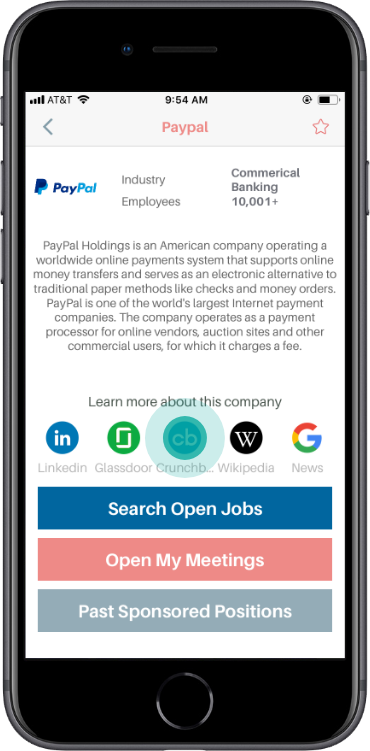 AT&T 9:54 AM
Paypal
PayPal
Industry Commerical Banking
Employees 10,001+
PayPal Holdings is an American company operating a
worldwide online payments system that supports online
money transfers and serves as an electronic alternative to
traditional paper methods like checks and money orders.
PayPal is one of the world's largest Internet payment
companies. The company operates as a payment
processor for online vendors, auction sites and other
commercial users, for which it charges a fee.
Learn more about this company
in cb W G
Linkedin Glassdoor Crunchb... Wikipedia News
Search Open Jobs
Open My Meetings
Past Sponsored Positions